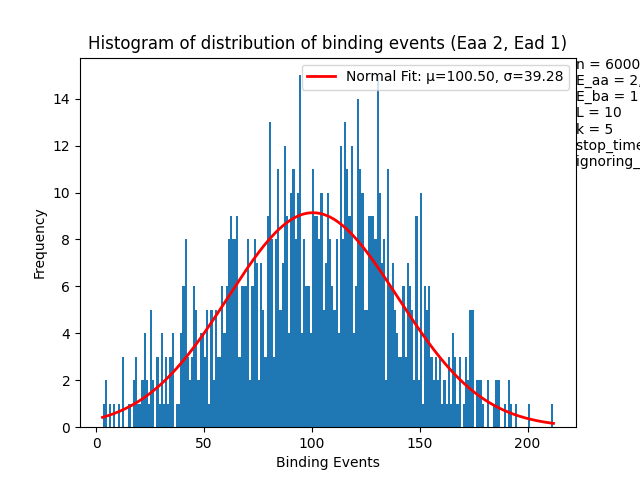 Histogram of distribution of binding events (Eaa 2, Ead 1)
Normal Fit: μ=100.50, σ=39.28
n = 6000
E_aa = 2,
E_ba = 1
L = 10
k = 5
stop_time
ignoring_
Frequency
14
12
10
8
6
4
2
0
0 50 100 150 200
Binding Events